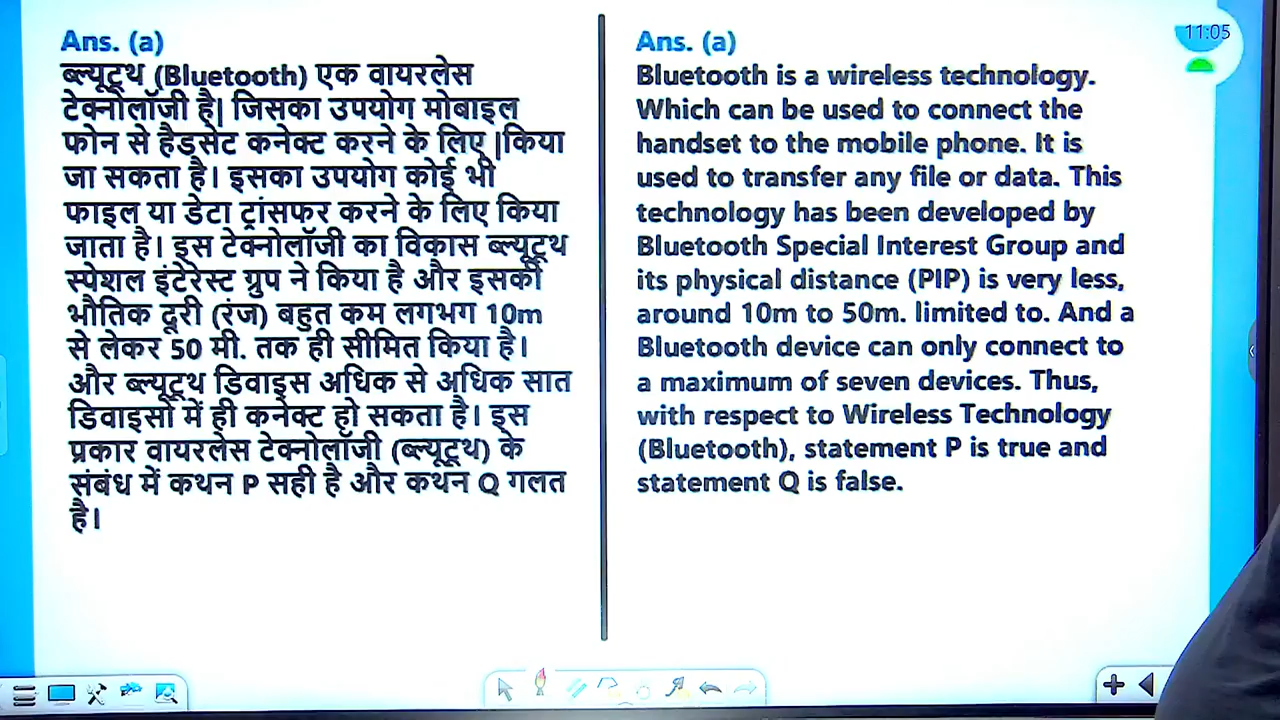 11:05
Ans. (a)
ब्ल्यूट्थ (Bluetooth) एक वायरलेस
टेक्नोलॉजी है| जिसका उपयोग मोबाइल
फोन से हैडसेट कनेक्ट करने के लिए |किया
जा सकता है। इसका उपयोग कोई भी
फाइल या डेटा ट्रांसफर करने के लिए किया
जाता है। इस टेक्नोलॉजी का विकास ब्ल्यूटूथ
स्पेशल इंटेरेस्ट ग्रुप ने किया है और इसकी
भौतिक दूरी (रंज) बहुत कम लगभग 10m
से लेकर 50 मी. तक ही सीमित किया है।
और ब्ल्यूटूथ डिवाइस अधिक से अधिक सात
डिवाइसों में ही कनेक्ट हो सकता है। इस
प्रकार वायरलेस टेक्नोलॉजी (ब्ल्यूटूथ) के
संबंध में कथन P सही है और कथन Q गलत
है।
Ans. (a)
Bluetooth is a wireless technology.
Which can be used to connect the
handset to the mobile phone. It is
used to transfer any file or data. This
technology has been developed by
Bluetooth Special Interest Group and
its physical distance (PIP) is very less,
around 10m to 50m. limited to. And a
Bluetooth device can only connect to
a maximum of seven devices. Thus,
with respect to Wireless Technology
(Bluetooth), statement P is true and
statement Q is false.